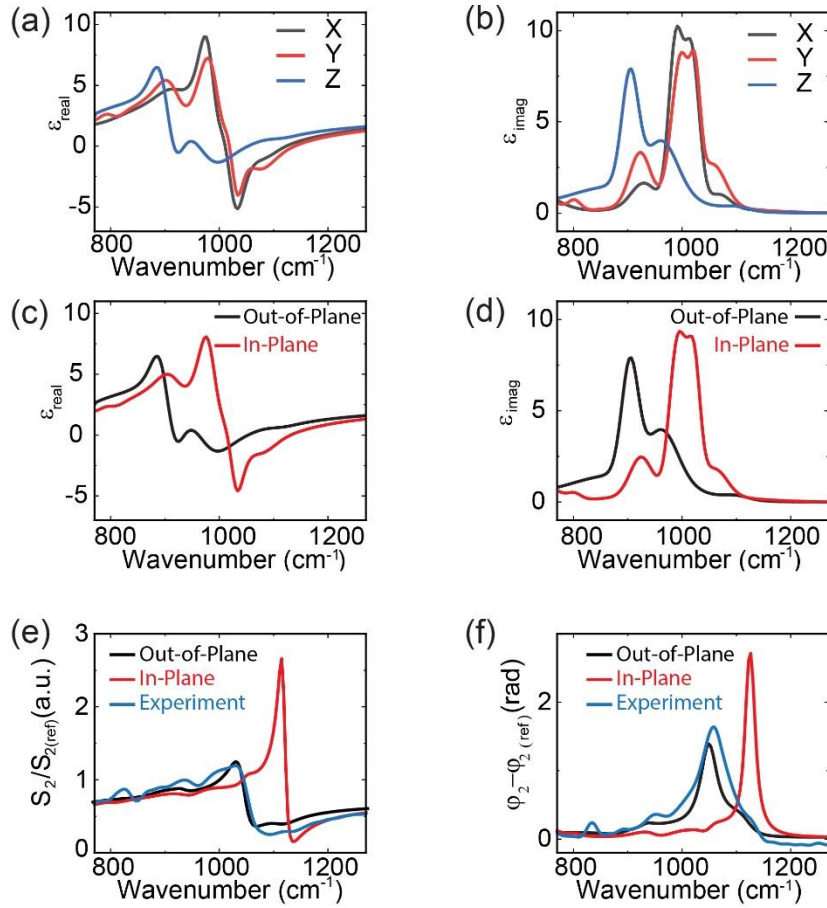 (a)
X
Y
Z
10
5
0
-5
ε_real
800 1000 1200
Wavenumber (cm⁻¹)
(b)
X
Y
Z
10
5
0
ε_imag
800 1000 1200
Wavenumber (cm⁻¹)
(c)
Out-of-Plane
In-Plane
10
5
0
-5
ε_real
800 1000 1200
Wavenumber (cm⁻¹)
(d)
Out-of-Plane
In-Plane
10
5
0
ε_imag
800 1000 1200
Wavenumber (cm⁻¹)
(e)
Out-of-Plane
In-Plane
Experiment
3
2
1
0
S₂/S₂₍ref₎(a.u.)
800 1000 1200
Wavenumber (cm⁻¹)
(f)
Out-of-Plane
In-Plane
Experiment
2
0
φ₂−φ₂ ₍ref₎ (rad)
800 1000 1200
Wavenumber (cm⁻¹)